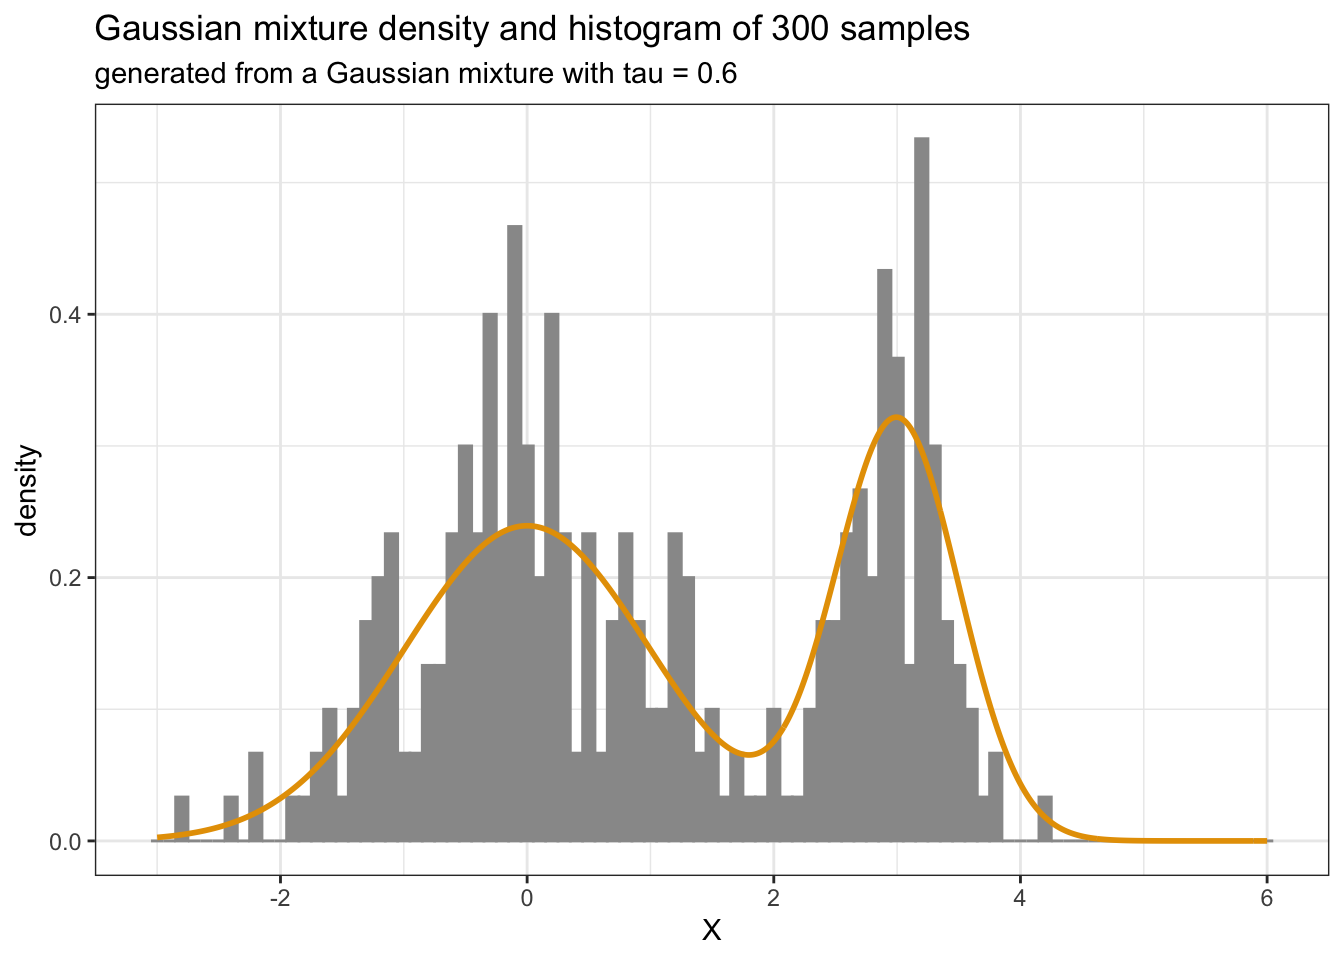 Gaussian mixture density and histogram of 300 samples
generated from a Gaussian mixture with tau = 0.6
density
0.4
0.2
0.0
-2 0 2 4 6
X